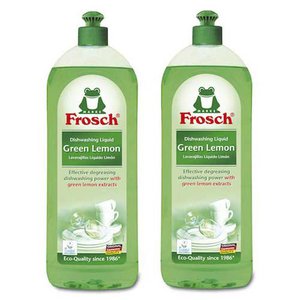 Frosch
Dishwashing Liquid
Green Lemon
Lavavajillas Líquido Limón
Effective degreasing
dishwashing power with
green lemon extracts
Eco-Quality since 1986*
Frosch
Dishwashing Liquid
Green Lemon
Lavavajillas Líquido Limón
Effective degreasing
dishwashing power with
green lemon extracts
Eco-Quality since 1986*